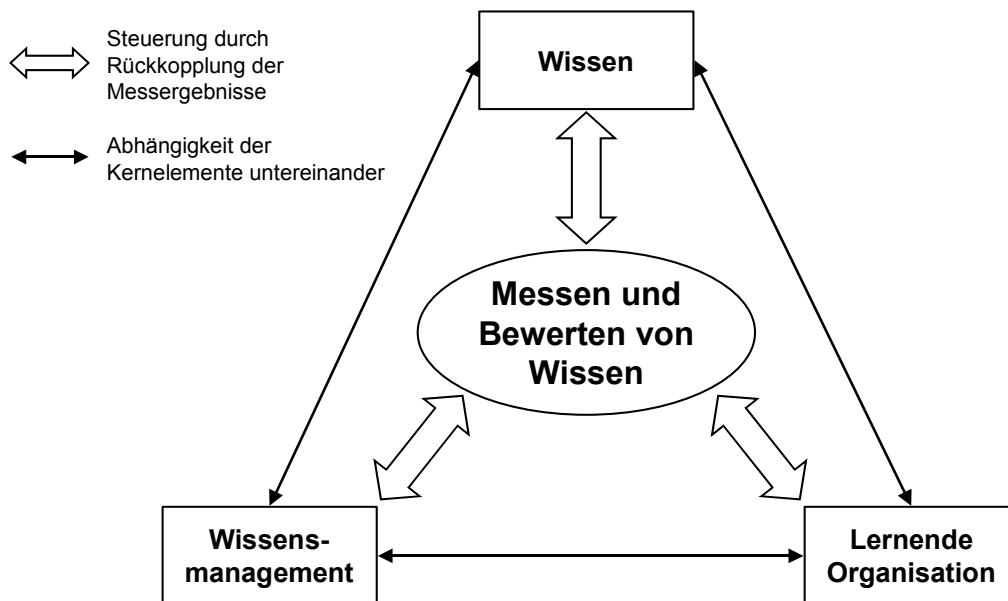 Steuerung durch
Rückkopplung der
Messergebnisse
Abhängigkeit der
Kernelemente untereinander
Wissen
Messen und
Bewerten von
Wissen
Wissens-
management
Lernende
Organisation